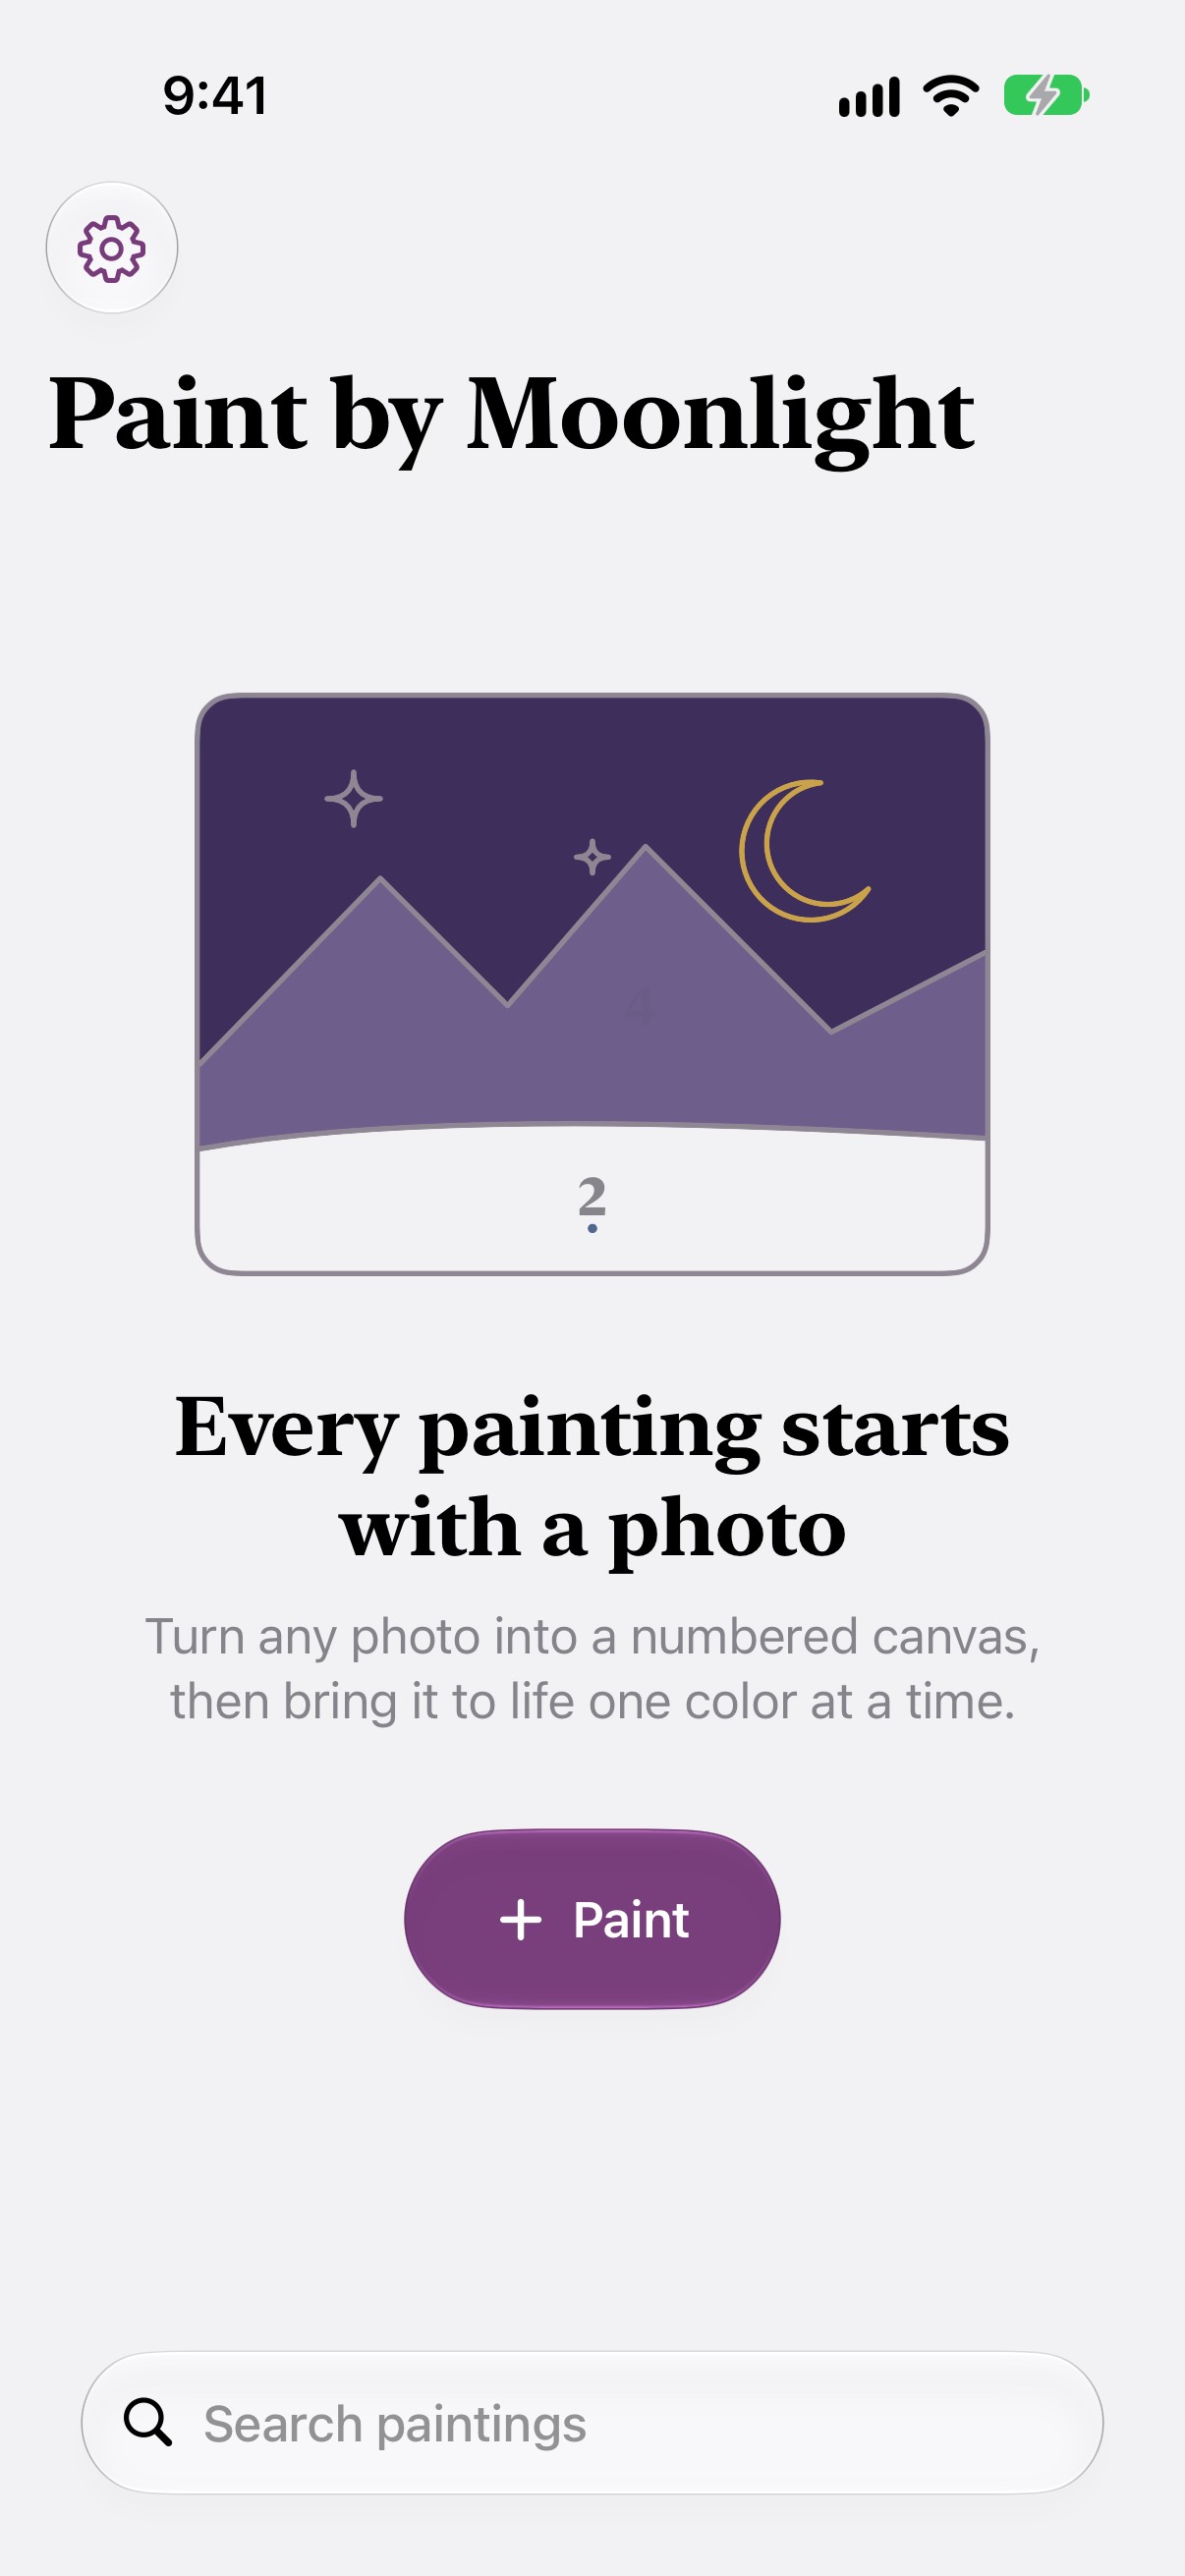 9:41
Paint by Moonlight
4
2
Every painting starts
with a photo
Turn any photo into a numbered canvas,
then bring it to life one color at a time.
+ Paint
Search paintings